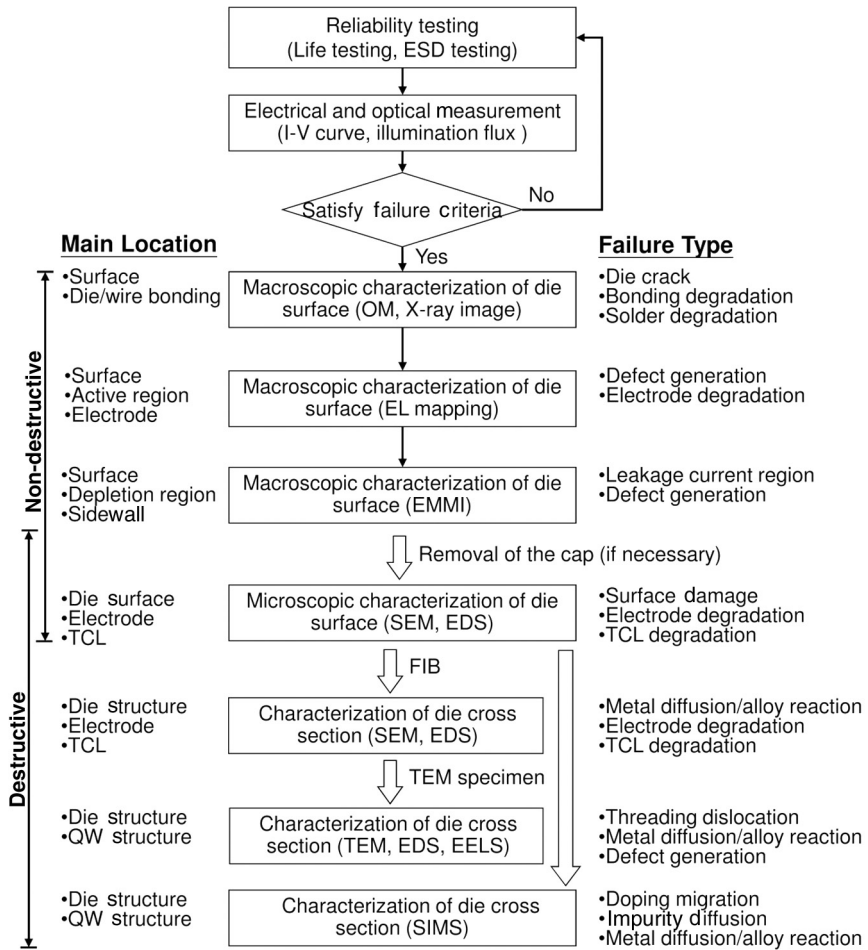 Reliability testing
(Life testing, ESD testing)
Electrical and optical measurement
(I-V curve, illumination flux )
Satisfy failure criteria
No
Yes
Main Location
Failure Type
Non-destructive
Destructive
•Surface
•Die/wire bonding
Macroscopic characterization of die
surface (OM, X-ray image)
•Die crack
•Bonding degradation
•Solder degradation
•Surface
•Active region
•Electrode
Macroscopic characterization of die
surface (EL mapping)
•Defect generation
•Electrode degradation
•Surface
•Depletion region
•Sidewall
Macroscopic characterization of die
surface (EMMI)
•Leakage current region
•Defect generation
Removal of the cap (if necessary)
•Die surface
•Electrode
•TCL
Microscopic characterization of die
surface (SEM, EDS)
•Surface damage
•Electrode degradation
•TCL degradation
FIB
•Die structure
•Electrode
•TCL
Characterization of die cross
section (SEM, EDS)
•Metal diffusion/alloy reaction
•Electrode degradation
•TCL degradation
TEM specimen
•Die structure
•QW structure
Characterization of die cross
section (TEM, EDS, EELS)
•Threading dislocation
•Metal diffusion/alloy reaction
•Defect generation
•Die structure
•QW structure
Characterization of die cross
section (SIMS)
•Doping migration
•Impurity diffusion
•Metal diffusion/alloy reaction